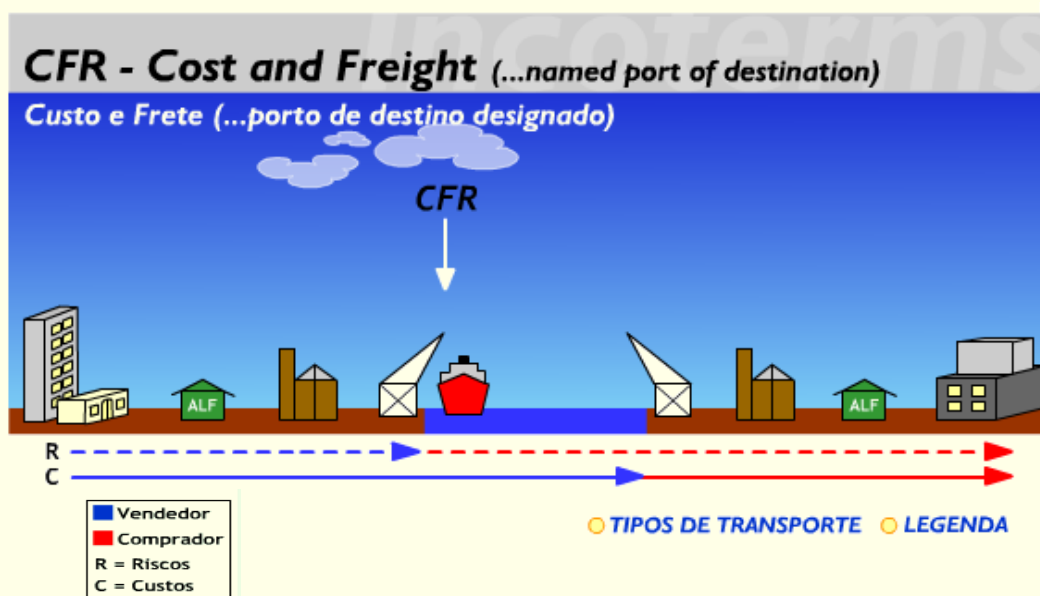 Incoterms
CFR - Cost and Freight (...named port of destination)
Custo e Frete (...porto de destino designado)
CFR
ALF
ALF
R
C
Vendedor
Comprador
R = Riscos
C = Custos
TIPOS DE TRANSPORTE
LEGENDA